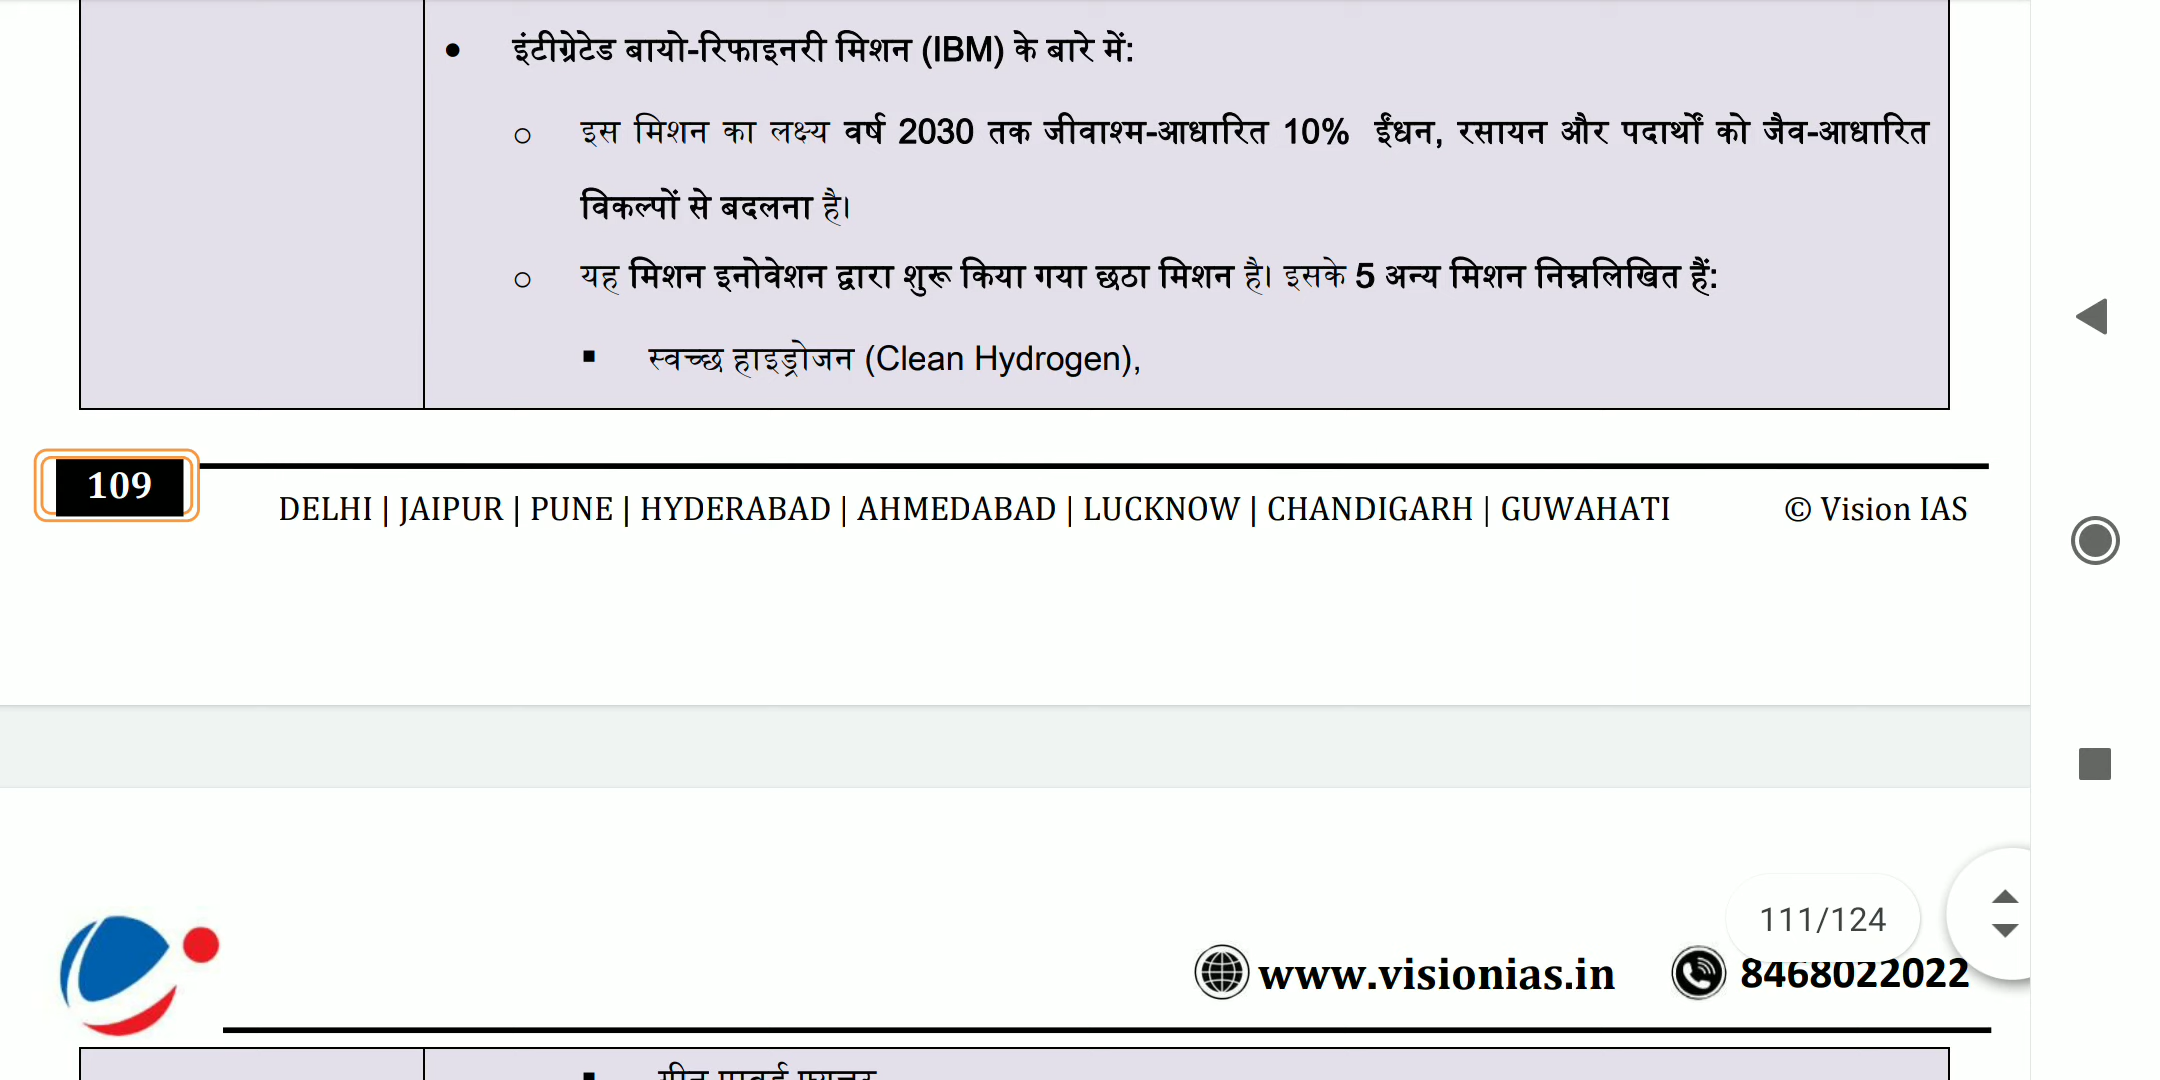 • इंटीग्रेटेड बायो-रिफाइनरी मिशन (IBM) के बारे में:
○ इस मिशन का लक्ष्य वर्ष 2030 तक जीवाश्म-आधारित 10% ईंधन, रसायन और पदार्थों को जैव-आधारित
विकल्पों से बदलना है।
○ यह मिशन इनोवेशन द्वारा शुरू किया गया छठा मिशन है। इसके 5 अन्य मिशन निम्नलिखित हैं:
▪ स्वच्छ हाइड्रोजन (Clean Hydrogen),
109
DELHI | JAIPUR | PUNE | HYDERABAD | AHMEDABAD | LUCKNOW | CHANDIGARH | GUWAHATI © Vision IAS
111/124
www.visionias.in 8468022022